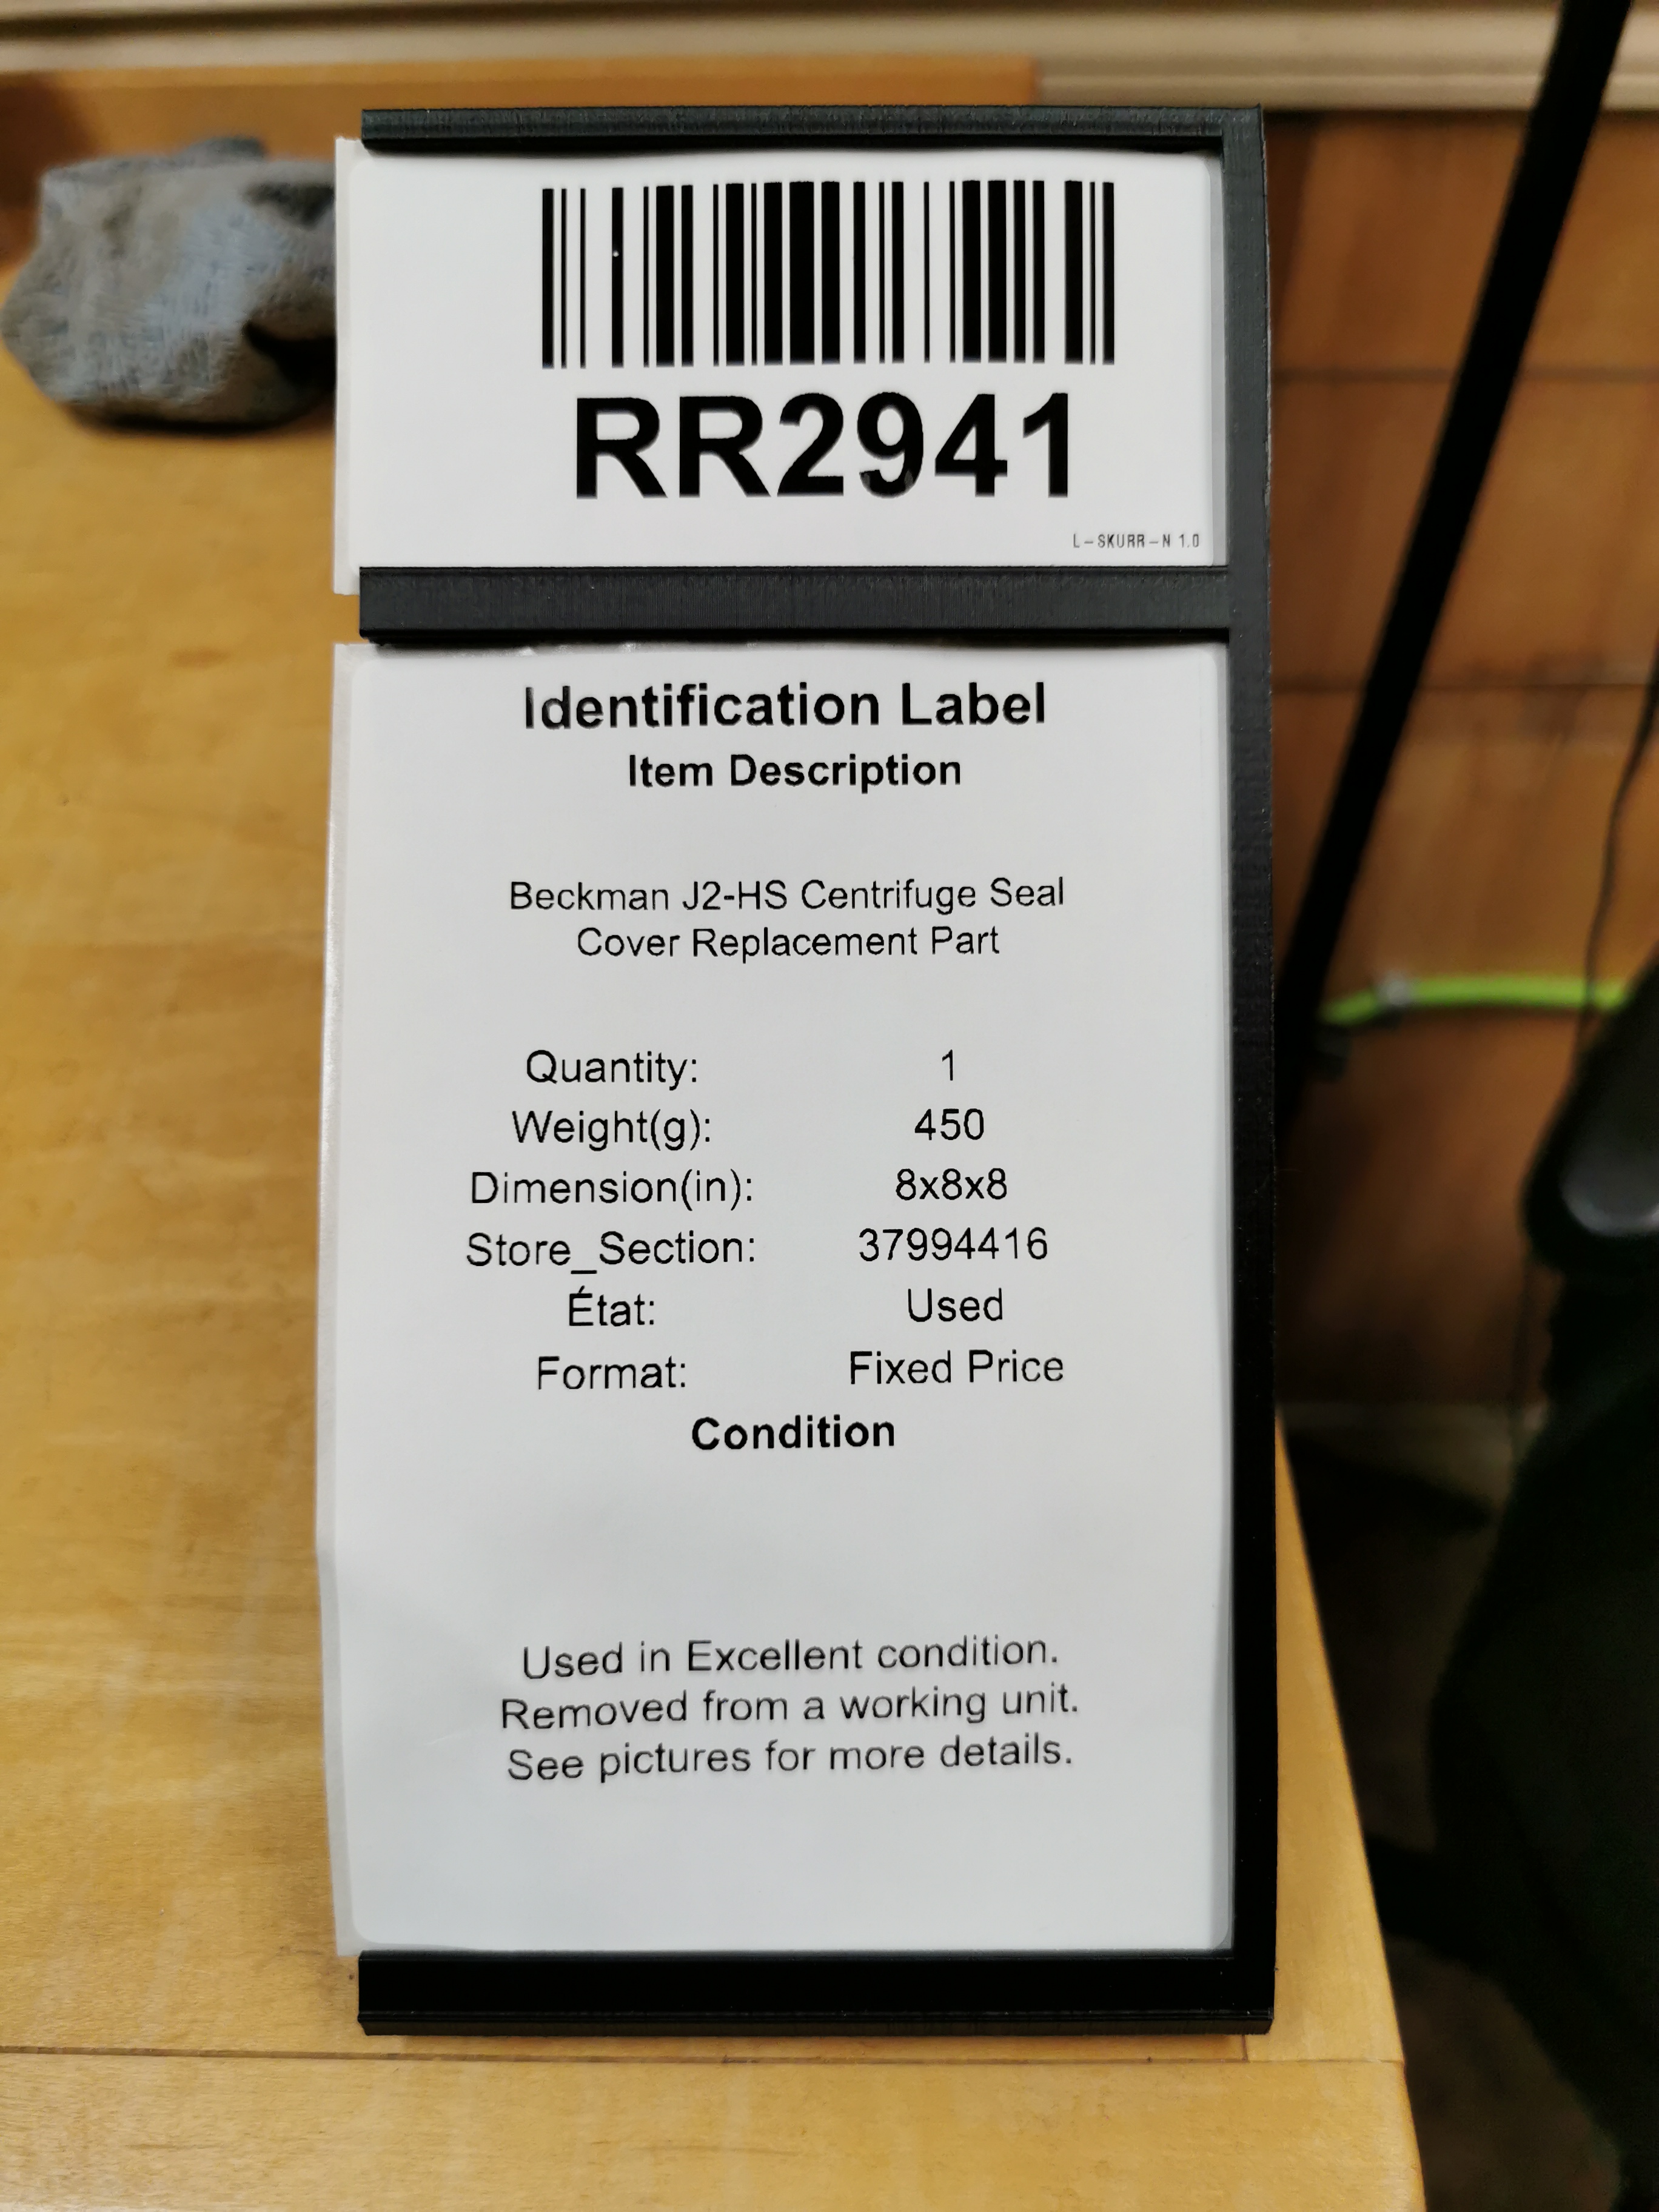 RR2941
L-SKURR-N 1.0
Identification Label
Item Description
Beckman J2-HS Centrifuge Seal
Cover Replacement Part
Quantity: 1
Weight(g): 450
Dimension(in): 8x8x8
Store_Section: 37994416
État: Used
Format: Fixed Price
Condition
Used in Excellent condition.
Removed from a working unit.
See pictures for more details.